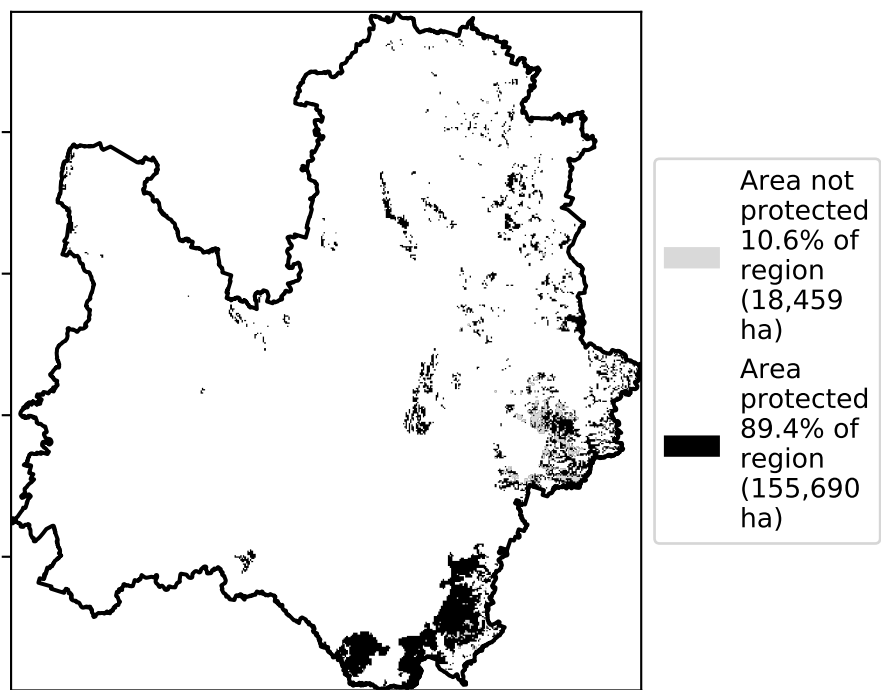 Area not
protected
10.6% of
region
(18,459
ha)
Area
protected
89.4% of
region
(155,690
ha)